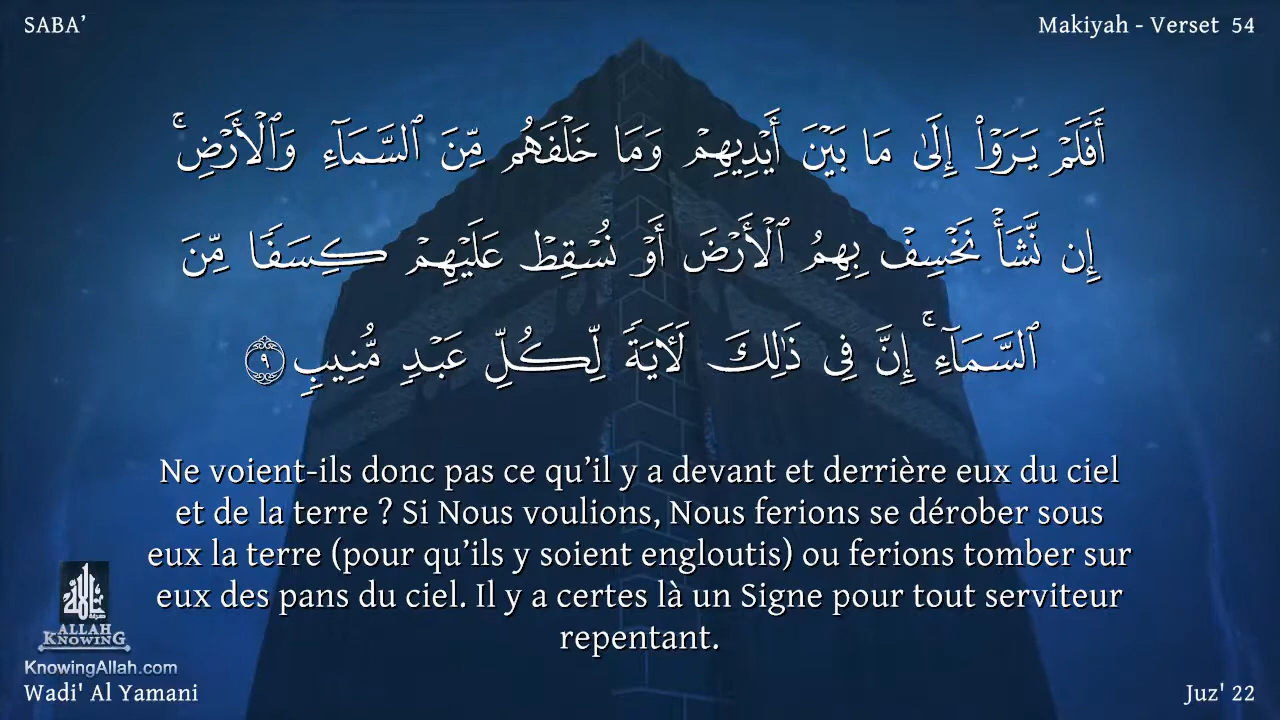 SABA’
Makiyah - Verset 54
أَفَلَمْ يَرَوْا۟ إِلَىٰ مَا بَيْنَ أَيْدِيهِمْ وَمَا خَلْفَهُم مِّنَ ٱلسَّمَآءِ وَٱلْأَرْضِ ۚ
إِن نَّشَأْ نَخْسِفْ بِهِمُ ٱلْأَرْضَ أَوْ نُسْقِطْ عَلَيْهِمْ كِسَفًا مِّنَ
ٱلسَّمَآءِ ۚ إِنَّ فِى ذَٰلِكَ لَـَٔايَةً لِّكُلِّ عَبْدٍ مُّنِيبٍ ٩
Ne voient-ils donc pas ce qu’il y a devant et derrière eux du ciel
et de la terre ? Si Nous voulions, Nous ferions se dérober sous
eux la terre (pour qu’ils y soient engloutis) ou ferions tomber sur
eux des pans du ciel. Il y a certes là un Signe pour tout serviteur
repentant.
ALLAH
KNOWING
KnowingAllah.com
Wadi' Al Yamani
Juz' 22